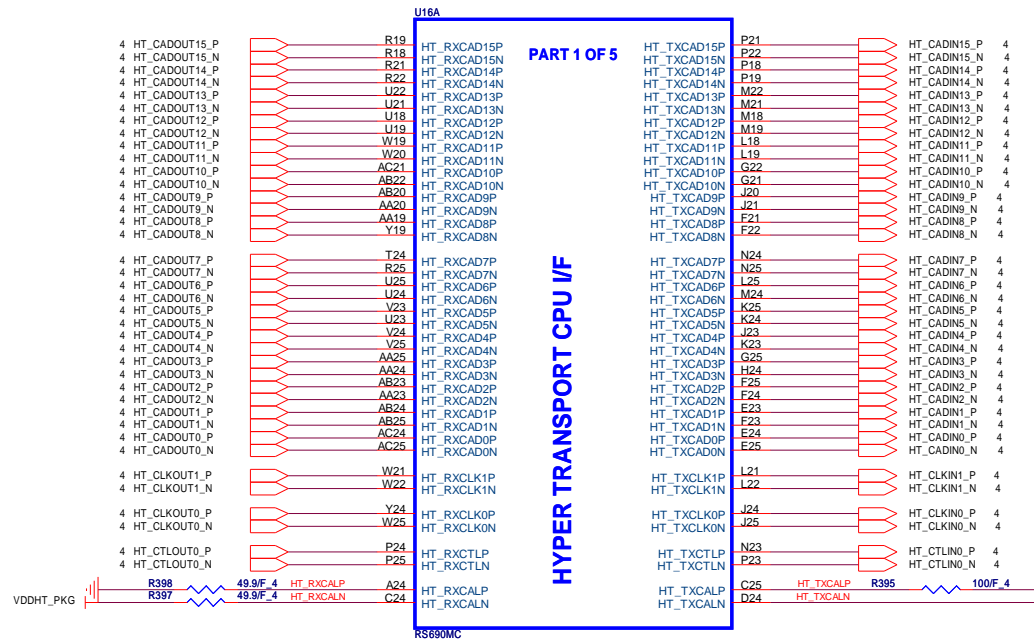 U16A
PART 1 OF 5
4 HT_CADOUT15_P R19 HT_RXCAD15P HT_TXCAD15P P21 HT_CADIN15_P 4
4 HT_CADOUT15_N R18 HT_RXCAD15N HT_TXCAD15N P22 HT_CADIN15_N 4
4 HT_CADOUT14_P R21 HT_RXCAD14P HT_TXCAD14P P18 HT_CADIN14_P 4
4 HT_CADOUT14_N R22 HT_RXCAD14N HT_TXCAD14N P19 HT_CADIN14_N 4
4 HT_CADOUT13_P U22 HT_RXCAD13P HT_TXCAD13P M22 HT_CADIN13_P 4
4 HT_CADOUT13_N U21 HT_RXCAD13N HT_TXCAD13N M21 HT_CADIN13_N 4
4 HT_CADOUT12_P U18 HT_RXCAD12P HT_TXCAD12P M18 HT_CADIN12_P 4
4 HT_CADOUT12_N U19 HT_RXCAD12N HT_TXCAD12N M19 HT_CADIN12_N 4
4 HT_CADOUT11_P W19 HT_RXCAD11P HT_TXCAD11P L18 HT_CADIN11_P 4
4 HT_CADOUT11_N W20 HT_RXCAD11N HT_TXCAD11N L19 HT_CADIN11_N 4
4 HT_CADOUT10_P AC21 HT_RXCAD10P HT_TXCAD10P G22 HT_CADIN10_P 4
4 HT_CADOUT10_N AB22 HT_RXCAD10N HT_TXCAD10N G21 HT_CADIN10_N 4
4 HT_CADOUT9_P AB20 HT_RXCAD9P HT_TXCAD9P J20 HT_CADIN9_P 4
4 HT_CADOUT9_N AA20 HT_RXCAD9N HT_TXCAD9N J21 HT_CADIN9_N 4
4 HT_CADOUT8_P AA19 HT_RXCAD8P HT_TXCAD8P F21 HT_CADIN8_P 4
4 HT_CADOUT8_N Y19 HT_RXCAD8N HT_TXCAD8N F22 HT_CADIN8_N 4
4 HT_CADOUT7_P T24 HT_RXCAD7P HT_TXCAD7P N24 HT_CADIN7_P 4
4 HT_CADOUT7_N R25 HT_RXCAD7N HT_TXCAD7N N25 HT_CADIN7_N 4
4 HT_CADOUT6_P U25 HT_RXCAD6P HT_TXCAD6P L25 HT_CADIN6_P 4
4 HT_CADOUT6_N U24 HT_RXCAD6N HT_TXCAD6N M24 HT_CADIN6_N 4
4 HT_CADOUT5_P V23 HT_RXCAD5P HT_TXCAD5P K25 HT_CADIN5_P 4
4 HT_CADOUT5_N U23 HT_RXCAD5N HT_TXCAD5N K24 HT_CADIN5_N 4
4 HT_CADOUT4_P V24 HT_RXCAD4P HT_TXCAD4P J23 HT_CADIN4_P 4
4 HT_CADOUT4_N V25 HT_RXCAD4N HT_TXCAD4N K23 HT_CADIN4_N 4
4 HT_CADOUT3_P AA25 HT_RXCAD3P HT_TXCAD3P G25 HT_CADIN3_P 4
4 HT_CADOUT3_N AA24 HT_RXCAD3N HT_TXCAD3N H24 HT_CADIN3_N 4
4 HT_CADOUT2_P AB23 HT_RXCAD2P HT_TXCAD2P F25 HT_CADIN2_P 4
4 HT_CADOUT2_N AA23 HT_RXCAD2N HT_TXCAD2N F24 HT_CADIN2_N 4
4 HT_CADOUT1_P AB24 HT_RXCAD1P HT_TXCAD1P E23 HT_CADIN1_P 4
4 HT_CADOUT1_N AB25 HT_RXCAD1N HT_TXCAD1N F23 HT_CADIN1_N 4
4 HT_CADOUT0_P AC24 HT_RXCAD0P HT_TXCAD0P E24 HT_CADIN0_P 4
4 HT_CADOUT0_N AC25 HT_RXCAD0N HT_TXCAD0N E25 HT_CADIN0_N 4
HYPER TRANSPORT CPU I/F
4 HT_CLKOUT1_P W21 HT_RXCLK1P HT_TXCLK1P L21 HT_CLKIN1_P 4
4 HT_CLKOUT1_N W22 HT_RXCLK1N HT_TXCLK1N L22 HT_CLKIN1_N 4
4 HT_CLKOUT0_P Y24 HT_RXCLK0P HT_TXCLK0P J24 HT_CLKIN0_P 4
4 HT_CLKOUT0_N W25 HT_RXCLK0N HT_TXCLK0N J25 HT_CLKIN0_N 4
4 HT_CTLOUT0_P P24 HT_RXCTLP HT_TXCTLP N23 HT_CTLIN0_P 4
4 HT_CTLOUT0_N P25 HT_RXCTLN HT_TXCTLN P23 HT_CTLIN0_N 4
R398 49.9/F_4 HT_RXCALP A24 HT_RXCALP HT_TXCALP C25 HT_TXCALP R395 100/F_4
VDDHT_PKG R397 49.9/F_4 HT_RXCALN C24 HT_RXCALN HT_TXCALN D24 HT_TXCALN
RS690MC